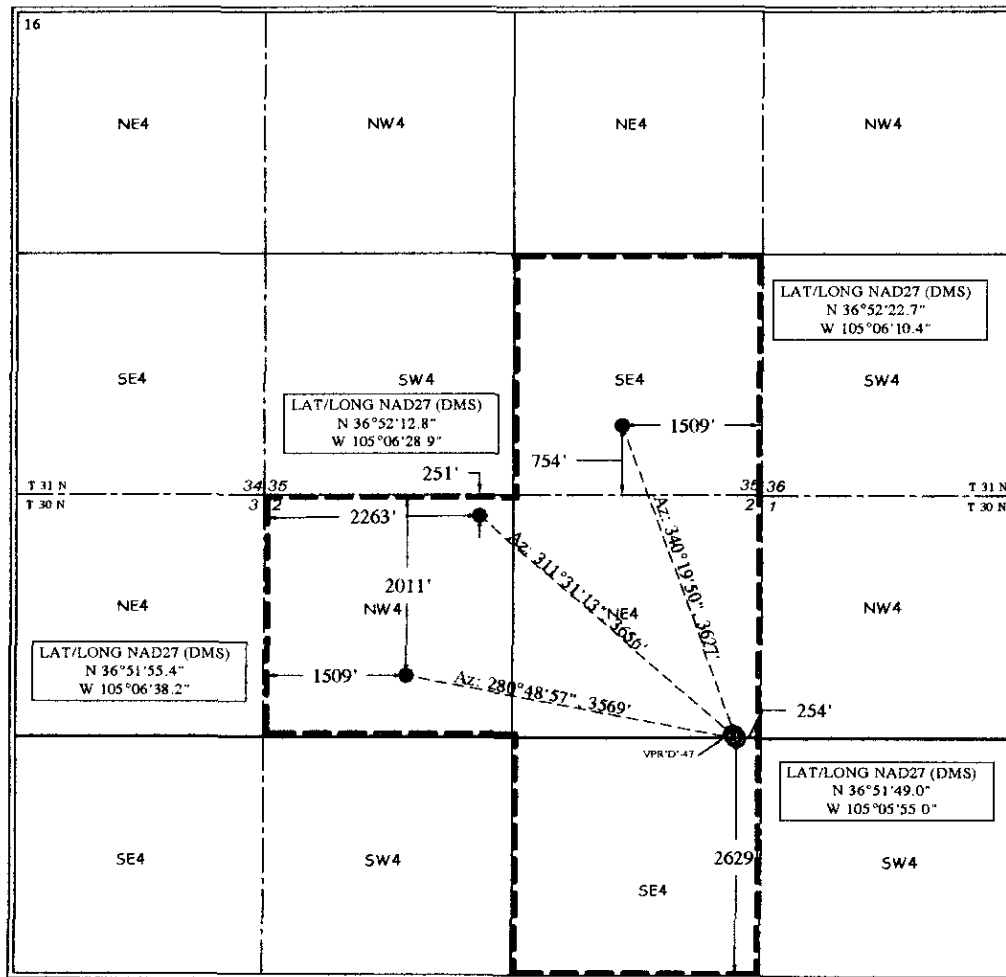 16
NE4
NW4
NE4
NW4
LAT/LONG NAD27 (DMS)
N 36°52'22.7"
W 105°06'10.4"
SE4
SW4
SE4
SW4
LAT/LONG NAD27 (DMS)
N 36°52'12.8"
W 105°06'28 9"
1509'
754'
251'
T 31 N
34 35
35 36
T 31 N
T 30 N
3 2
2 1
T 30 N
2263'
Az: 311°31'13" 3656'
Az: 340°19'50" 3627'
2011'
NE4
NW4
NE4
NW4
LAT/LONG NAD27 (DMS)
N 36°51'55.4"
W 105°06'38.2"
1509'
Az: 280°48'57", 3569'
254'
VPR'D'-47
LAT/LONG NAD27 (DMS)
N 36°51'49.0"
W 105°05'55 0"
SE4
SW4
2629
SE4
SW4